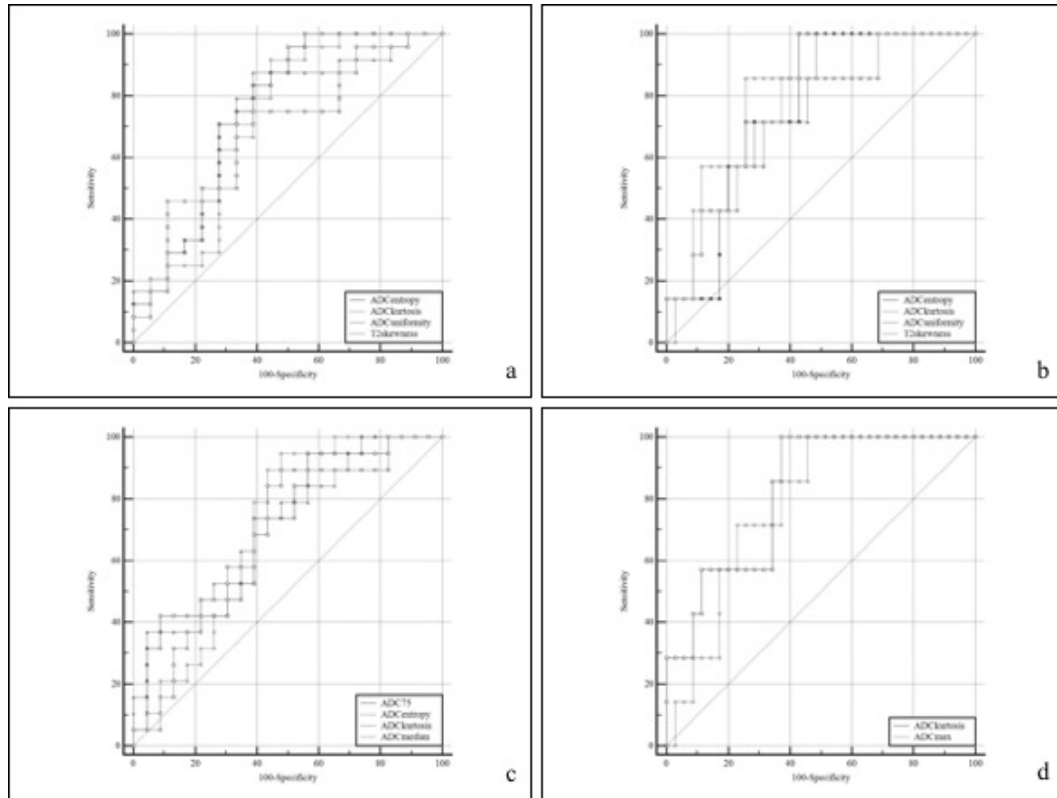 100
80
60
40
20
0
Sensitivity
ADCentropy
ADCkurtosis
ADCuniformity
T2skewness
0 20 40 60 80 100
100-Specificity
a
100
80
60
40
20
0
Sensitivity
ADCentropy
ADCkurtosis
ADCuniformity
T2skewness
0 20 40 60 80 100
100-Specificity
b
100
80
60
40
20
0
Sensitivity
ADC75
ADCentropy
ADCkurtosis
ADCmedian
0 20 40 60 80 100
100-Specificity
c
100
80
60
40
20
0
Sensitivity
ADCkurtosis
ADCmax
0 20 40 60 80 100
100-Specificity
d